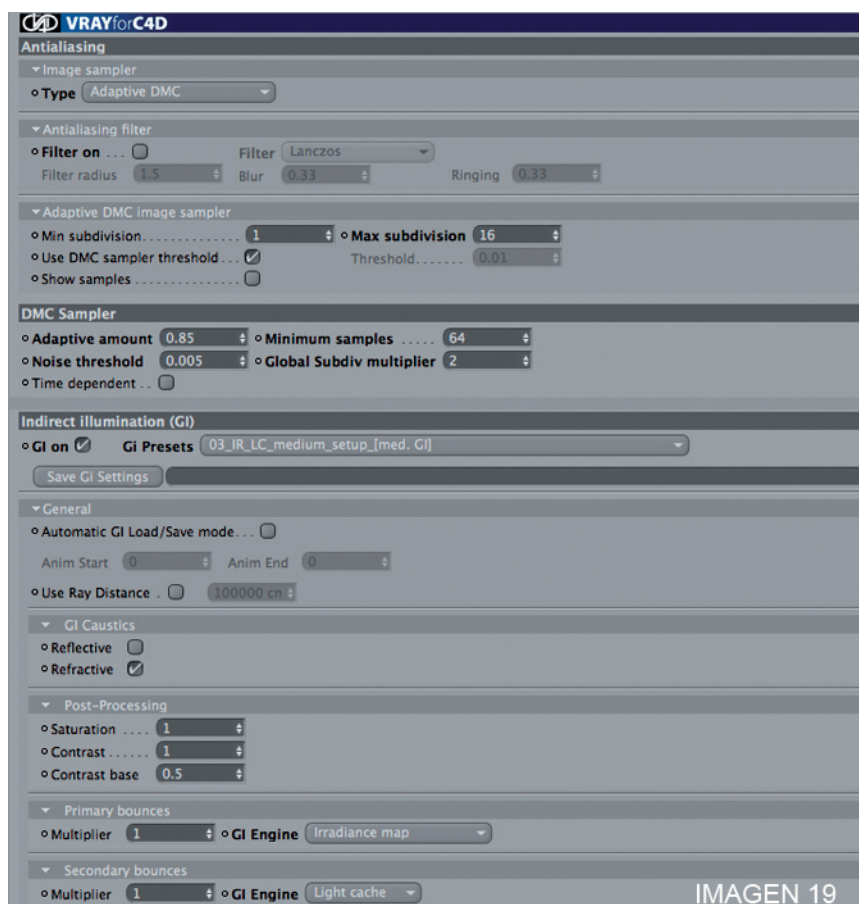 VRAYforC4D
Antialiasing
Image sampler
Type Adaptive DMC
Antialiasing filter
Filter on ... Filter Lanczos
Filter radius 1.5 Blur 0.33 Ringing 0.33
Adaptive DMC image sampler
Min subdivision.............. 1 Max subdivision 16
Use DMC sampler threshold... Threshold....... 0.01
Show samples ...............
DMC Sampler
Adaptive amount 0.85 Minimum samples ..... 64
Noise threshold 0.005 Global Subdiv multiplier 2
Time dependent ..
Indirect illumination (GI)
GI on Gi Presets 03_IR_LC_medium_setup_[med. GI]
Save Gi Settings
General
Automatic GI Load/Save mode...
Anim Start 0 Anim End 0
Use Ray Distance . 100000 cn
GI Caustics
Reflective
Refractive
Post-Processing
Saturation .... 1
Contrast ...... 1
Contrast base 0.5
Primary bounces
Multiplier 1 GI Engine Irradiance map
Secondary bounces
Multiplier 1 GI Engine Light cache
IMAGEN 19